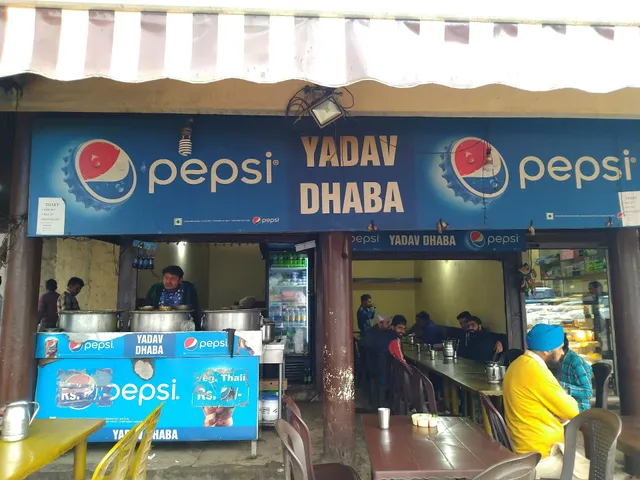 pepsi
YADAV
DHABA
pepsi
pepsi
pepsi
YADAV DHABA
pepsi
pepsi
YADAV
DHABA
pepsi
pepsi
Veg. Thali
Rs.
Rs.
YADAV
DHABA